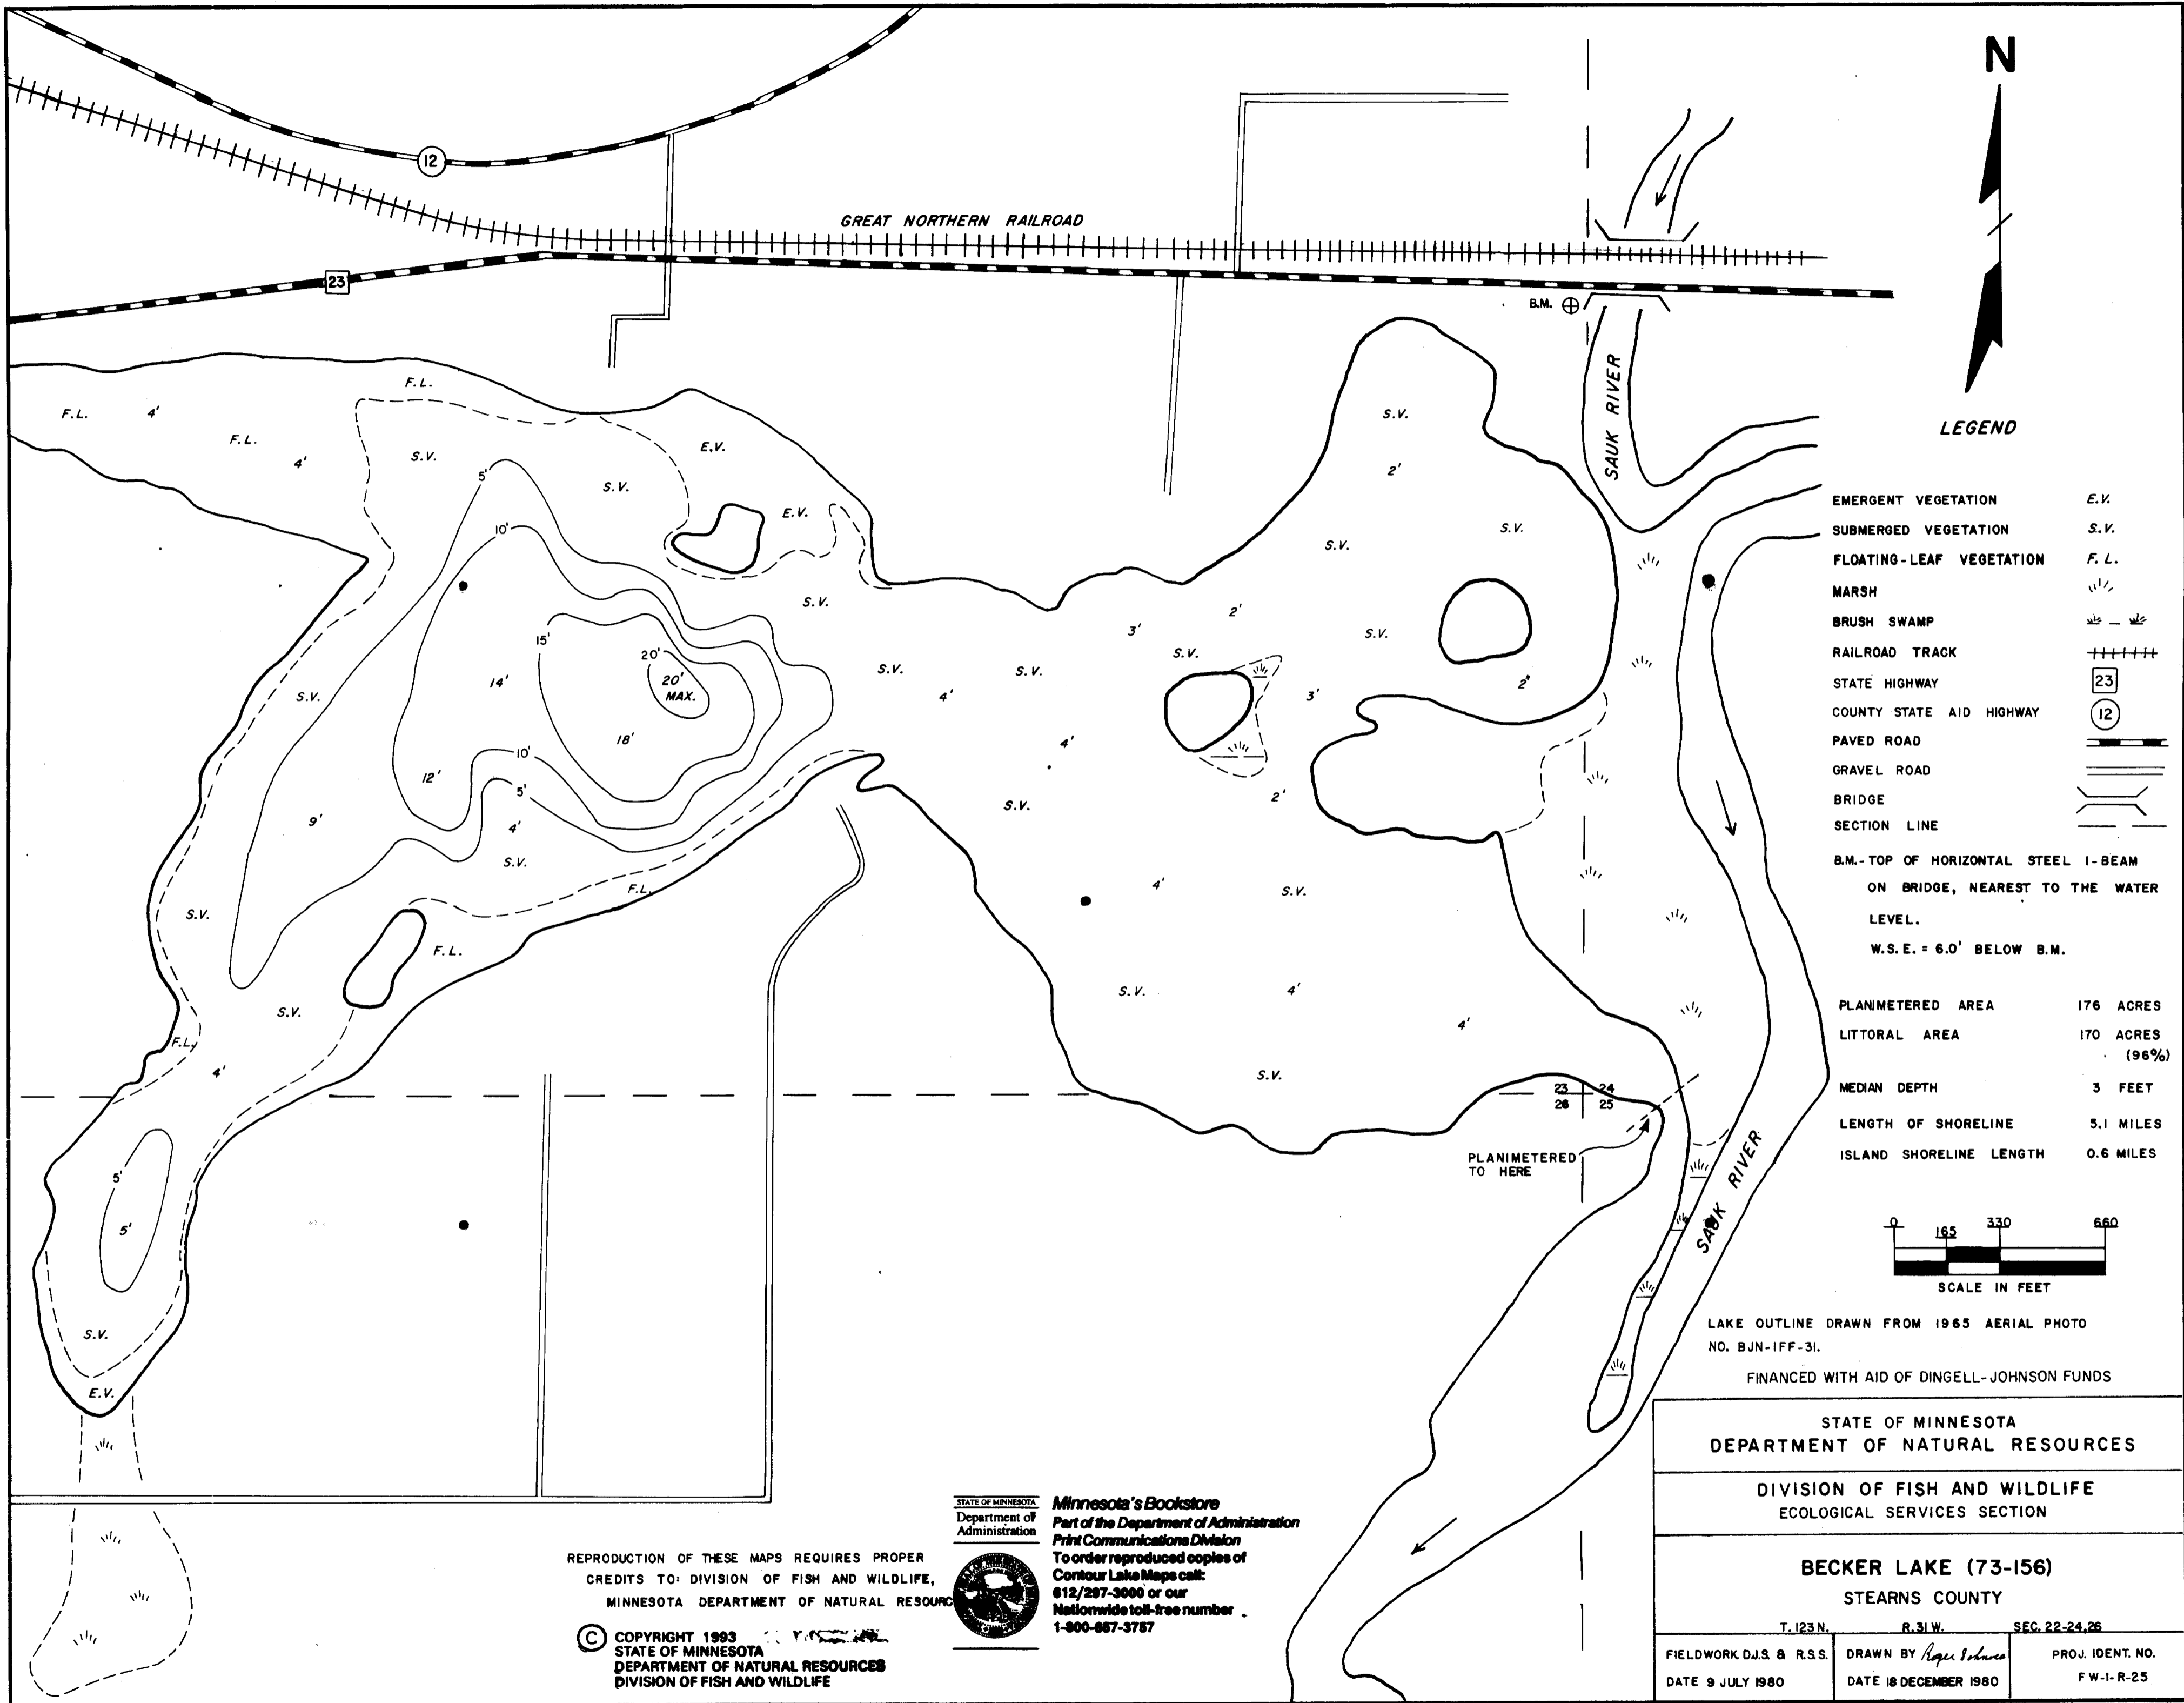 N
12
GREAT NORTHERN RAILROAD
23
B.M.
SAUK RIVER
F.L.
F.L. 4'
F.L.
4'
S.V.
5'
S.V.
E.V.
E.V.
10'
S.V.
2'
S.V.
S.V.
S.V.
15'
20'
20'
MAX.
14'
18'
S.V.
12'
10'
5'
9'
4'
S.V.
S.V.
F.L.
F.L.
S.V.
F.L.
4'
5'
5'
S.V.
E.V.
2'
3'
S.V.
S.V.
S.V.
S.V.
4'
3'
2'
4'
S.V.
2'
4'
S.V.
S.V.
4'
4'
S.V.
23 24
26 25
PLANIMETERED
TO HERE
SAUK RIVER
LEGEND
EMERGENT VEGETATION E.V.
SUBMERGED VEGETATION S.V.
FLOATING-LEAF VEGETATION F.L.
MARSH
BRUSH SWAMP
RAILROAD TRACK
STATE HIGHWAY 23
COUNTY STATE AID HIGHWAY 12
PAVED ROAD
GRAVEL ROAD
BRIDGE
SECTION LINE
B.M.-TOP OF HORIZONTAL STEEL I-BEAM
ON BRIDGE, NEAREST TO THE WATER
LEVEL.
W.S.E. = 6.0' BELOW B.M.
PLANIMETERED AREA 176 ACRES
LITTORAL AREA 170 ACRES
(96%)
MEDIAN DEPTH 3 FEET
LENGTH OF SHORELINE 5.1 MILES
ISLAND SHORELINE LENGTH 0.6 MILES
0 165 330 660
SCALE IN FEET
LAKE OUTLINE DRAWN FROM 1965 AERIAL PHOTO
NO. BJN-1FF-31.
FINANCED WITH AID OF DINGELL-JOHNSON FUNDS
STATE OF MINNESOTA
DEPARTMENT OF NATURAL RESOURCES
DIVISION OF FISH AND WILDLIFE
ECOLOGICAL SERVICES SECTION
BECKER LAKE (73-156)
STEARNS COUNTY
T. 123 N. R. 31 W. SEC. 22-24,26
FIELDWORK D.J.S. & R.S.S.
DATE 9 JULY 1980
DRAWN BY Roger Johnson
DATE 18 DECEMBER 1980
PROJ. IDENT. NO.
FW-1-R-25
REPRODUCTION OF THESE MAPS REQUIRES PROPER
CREDITS TO: DIVISION OF FISH AND WILDLIFE,
MINNESOTA DEPARTMENT OF NATURAL RESOURC
© COPYRIGHT 1993
STATE OF MINNESOTA
DEPARTMENT OF NATURAL RESOURCES
DIVISION OF FISH AND WILDLIFE
STATE OF MINNESOTA
Department of
Administration
Minnesota's Bookstore
Part of the Department of Administration
Print Communications Division
To order reproduced copies of
Contour Lake Maps call:
612/297-3000 or our
Nationwide toll-free number
1-800-657-3757